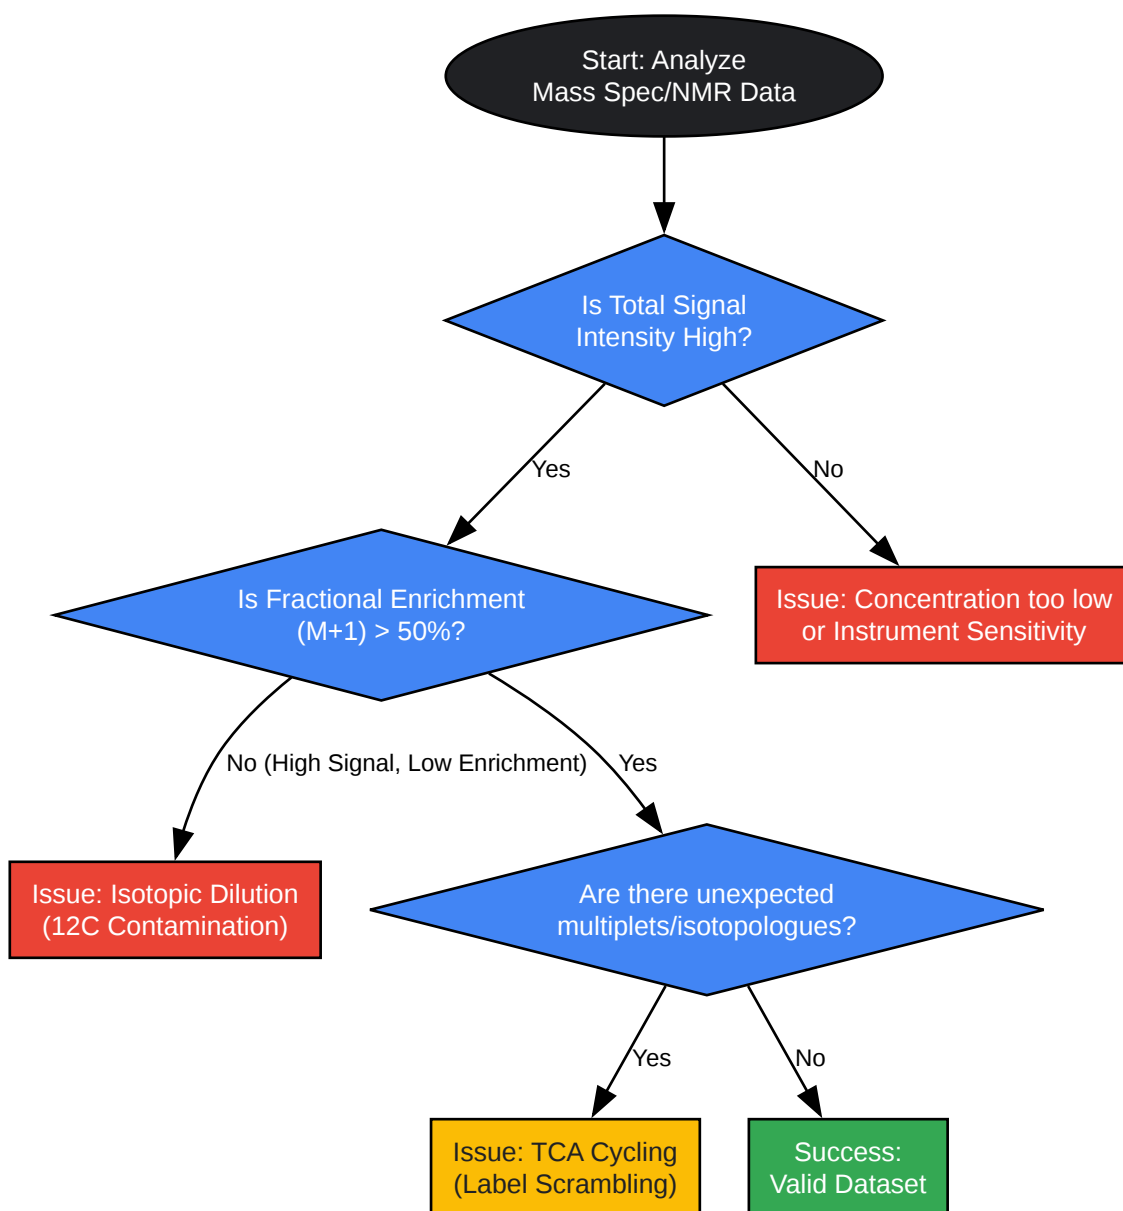 Start: Analyze
Mass Spec/NMR Data
Is Total Signal
Intensity High?
Yes
No
Is Fractional Enrichment
(M+1) > 50%?
Issue: Concentration too low
or Instrument Sensitivity
No (High Signal, Low Enrichment)
Yes
Issue: Isotopic Dilution
(12C Contamination)
Are there unexpected
multiplets/isotopologues?
Yes
No
Issue: TCA Cycling
(Label Scrambling)
Success:
Valid Dataset